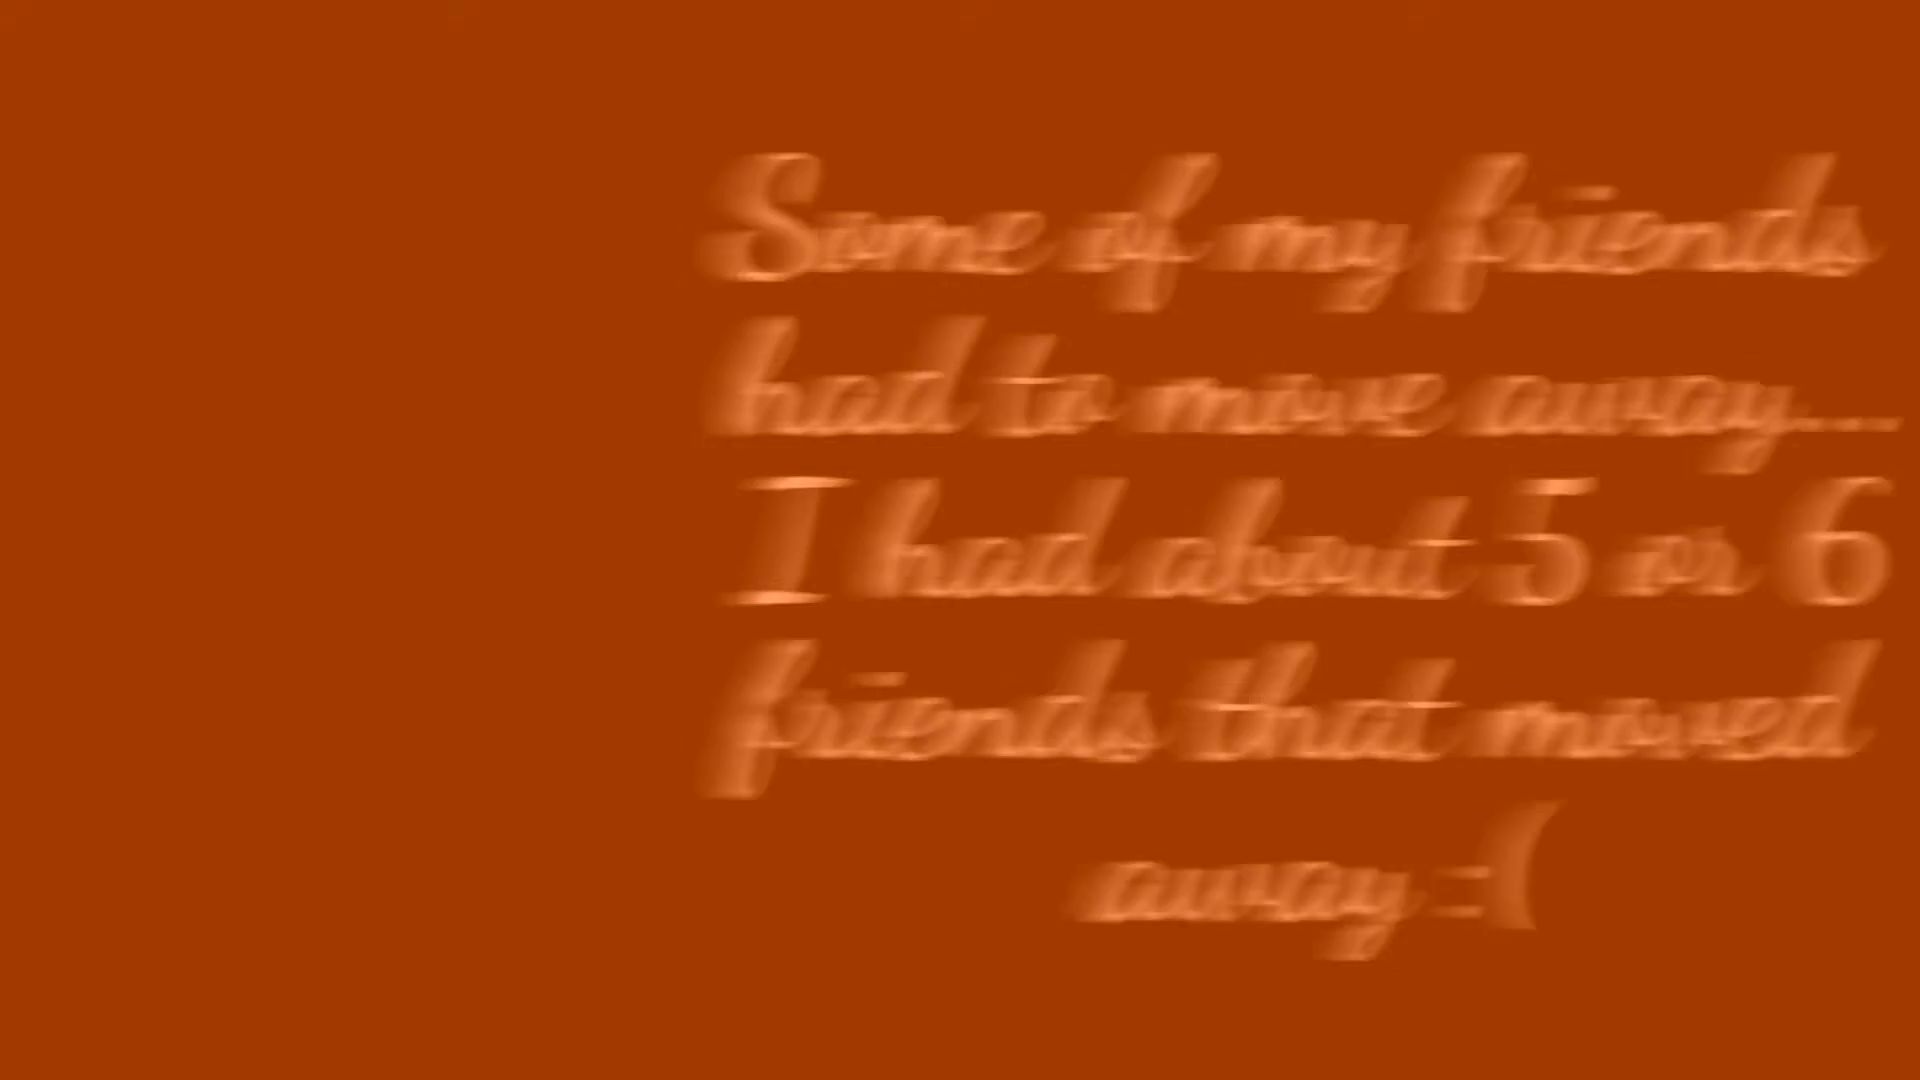 Some of my friends
had to move away....
I had about 5 or 6
friends that moved
away =(